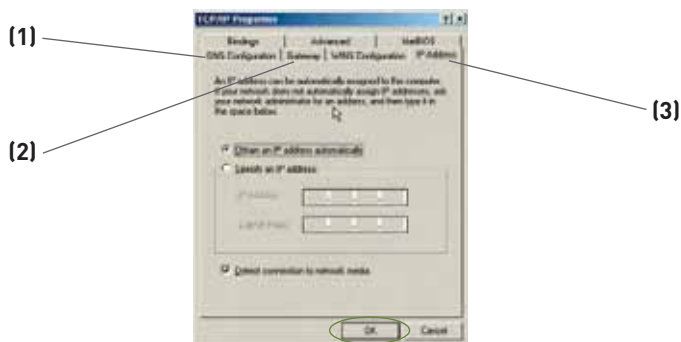 TCP/IP Properties
Bindings Advanced NetBIOS
DNS Configuration Gateway WINS Configuration IP Address
An IP address can be automatically assigned to this computer.
If your network does not automatically assign IP addresses, ask
your network administrator for an address, and then type it in
the space below.
Obtain an IP address automatically
Specify an IP address:
IP Address:
Subnet Mask:
Detect connection to network media
OK Cancel
(1)
(2)
(3)